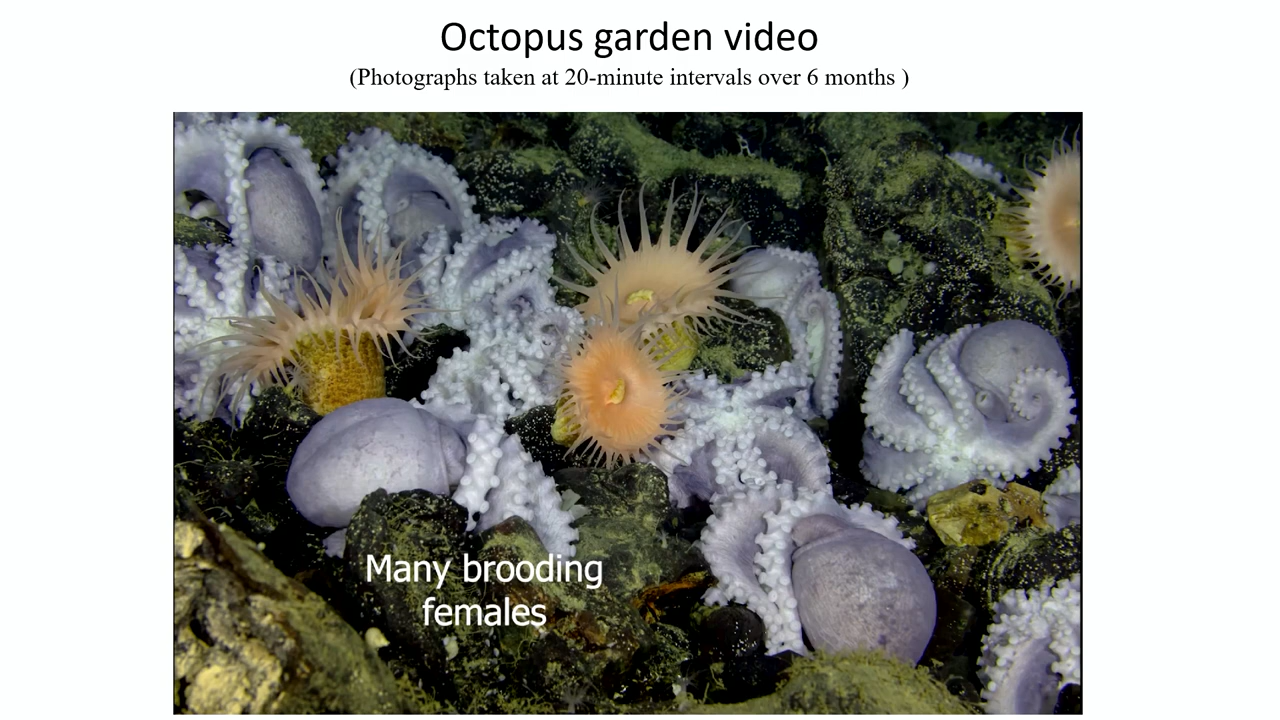 Octopus garden video
(Photographs taken at 20-minute intervals over 6 months )
Many brooding
females